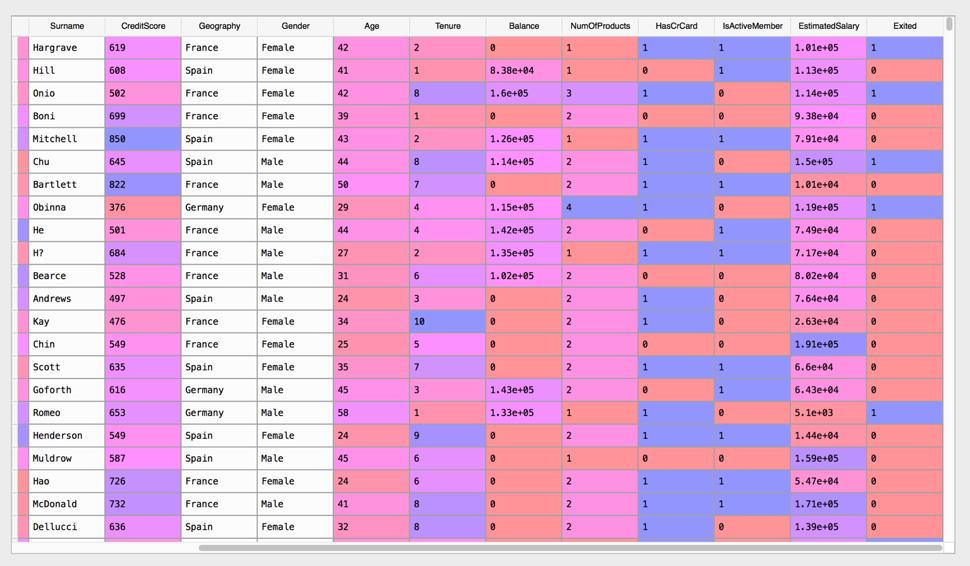 Surname CreditScore Geography Gender Age Tenure Balance NumOfProducts HasCrCard IsActiveMember EstimatedSalary Exited
Hargrave 619 France Female 42 2 0 1 1 1 1.01e+05 1
Hill 608 Spain Female 41 1 8.38e+04 1 0 1 1.13e+05 0
Onio 502 France Female 42 8 1.6e+05 3 1 0 1.14e+05 1
Boni 699 France Female 39 1 0 2 0 0 9.38e+04 0
Mitchell 850 Spain Female 43 2 1.26e+05 1 1 1 7.91e+04 0
Chu 645 Spain Male 44 8 1.14e+05 2 1 0 1.5e+05 1
Bartlett 822 France Male 50 7 0 2 1 1 1.01e+04 0
Obinna 376 Germany Female 29 4 1.15e+05 4 1 0 1.19e+05 1
He 501 France Male 44 4 1.42e+05 2 0 1 7.49e+04 0
H? 684 France Male 27 2 1.35e+05 1 1 1 7.17e+04 0
Bearce 528 France Male 31 6 1.02e+05 2 0 0 8.02e+04 0
Andrews 497 Spain Male 24 3 0 2 1 0 7.64e+04 0
Kay 476 France Female 34 10 0 2 1 0 2.63e+04 0
Chin 549 France Female 25 5 0 2 0 0 1.91e+05 0
Scott 635 Spain Female 35 7 0 2 1 1 6.6e+04 0
Goforth 616 Germany Male 45 3 1.43e+05 2 0 1 6.43e+04 0
Romeo 653 Germany Male 58 1 1.33e+05 1 1 0 5.1e+03 1
Henderson 549 Spain Female 24 9 0 2 1 1 1.44e+04 0
Muldrow 587 Spain Male 45 6 0 1 0 0 1.59e+05 0
Hao 726 France Female 24 6 0 2 1 1 5.47e+04 0
McDonald 732 France Male 41 8 0 2 1 1 1.71e+05 0
Dellucci 636 Spain Female 32 8 0 2 1 0 1.39e+05 0